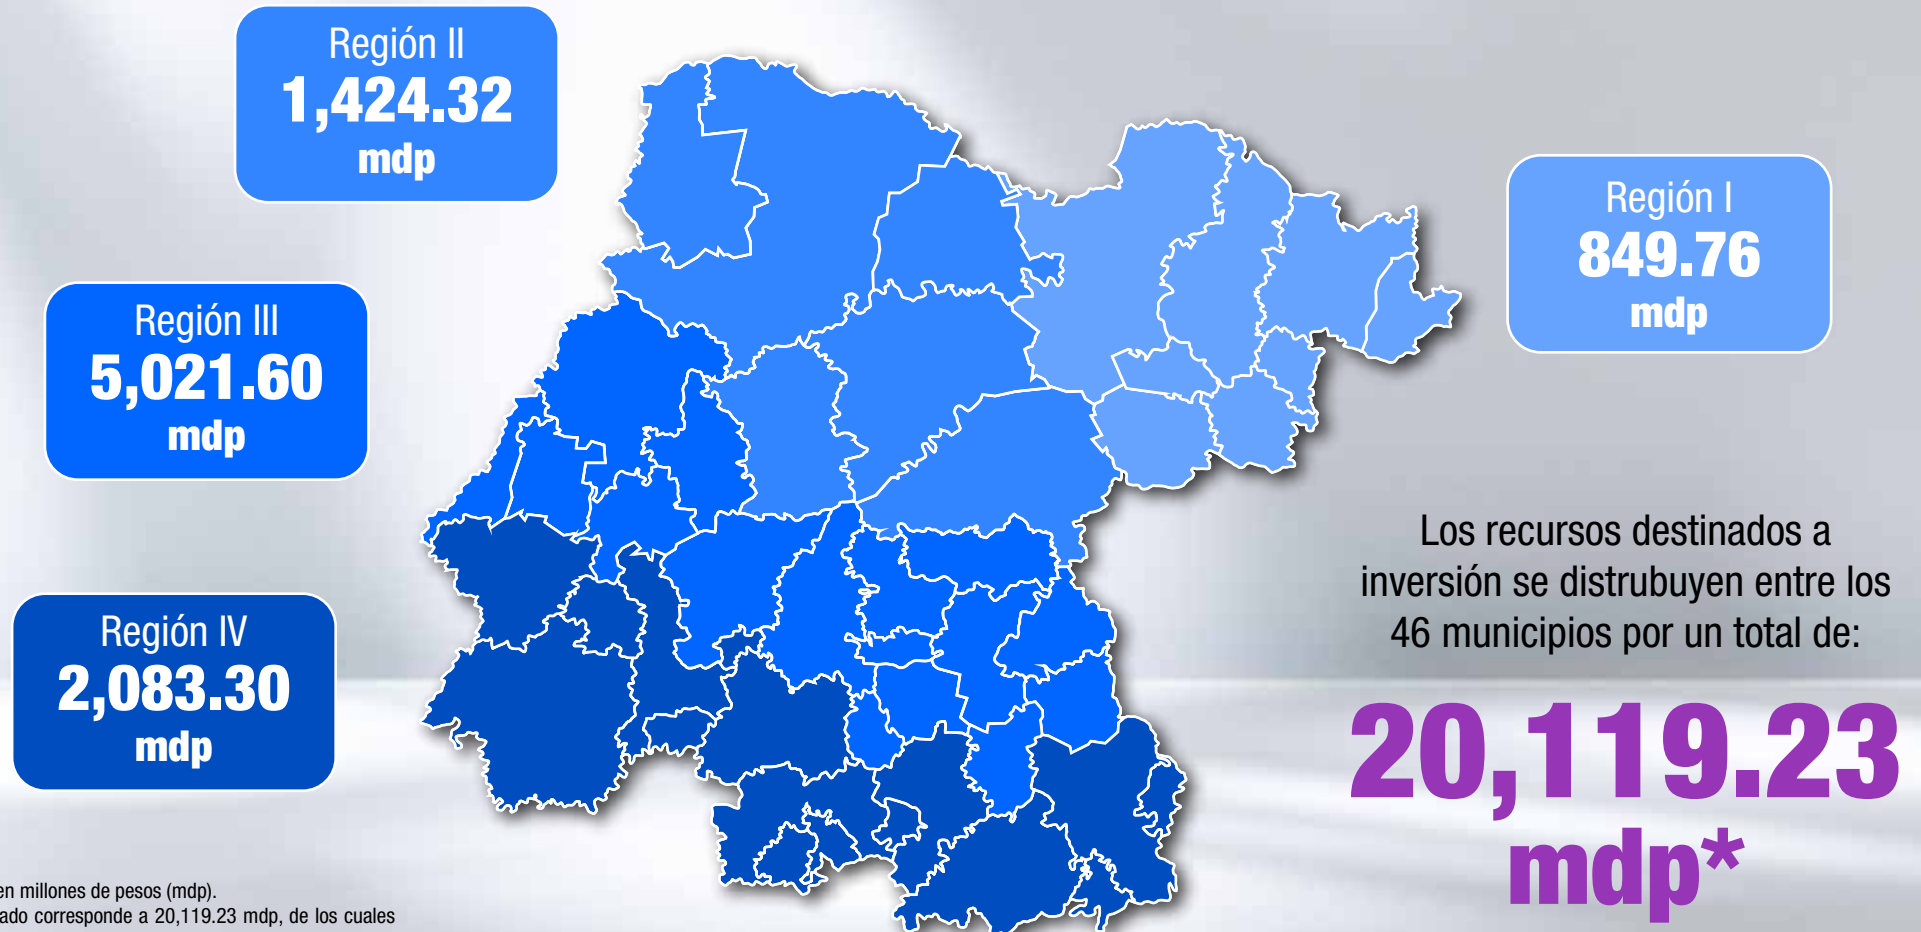 Región II
1,424.32
mdp
Región I
849.76
mdp
Región III
5,021.60
mdp
Región IV
2,083.30
mdp
Los recursos destinados a
inversión se distrubuyen entre los
46 municipios por un total de:
20,119.23
mdp*
en millones de pesos (mdp).
ado corresponde a 20,119.23 mdp, de los cuales